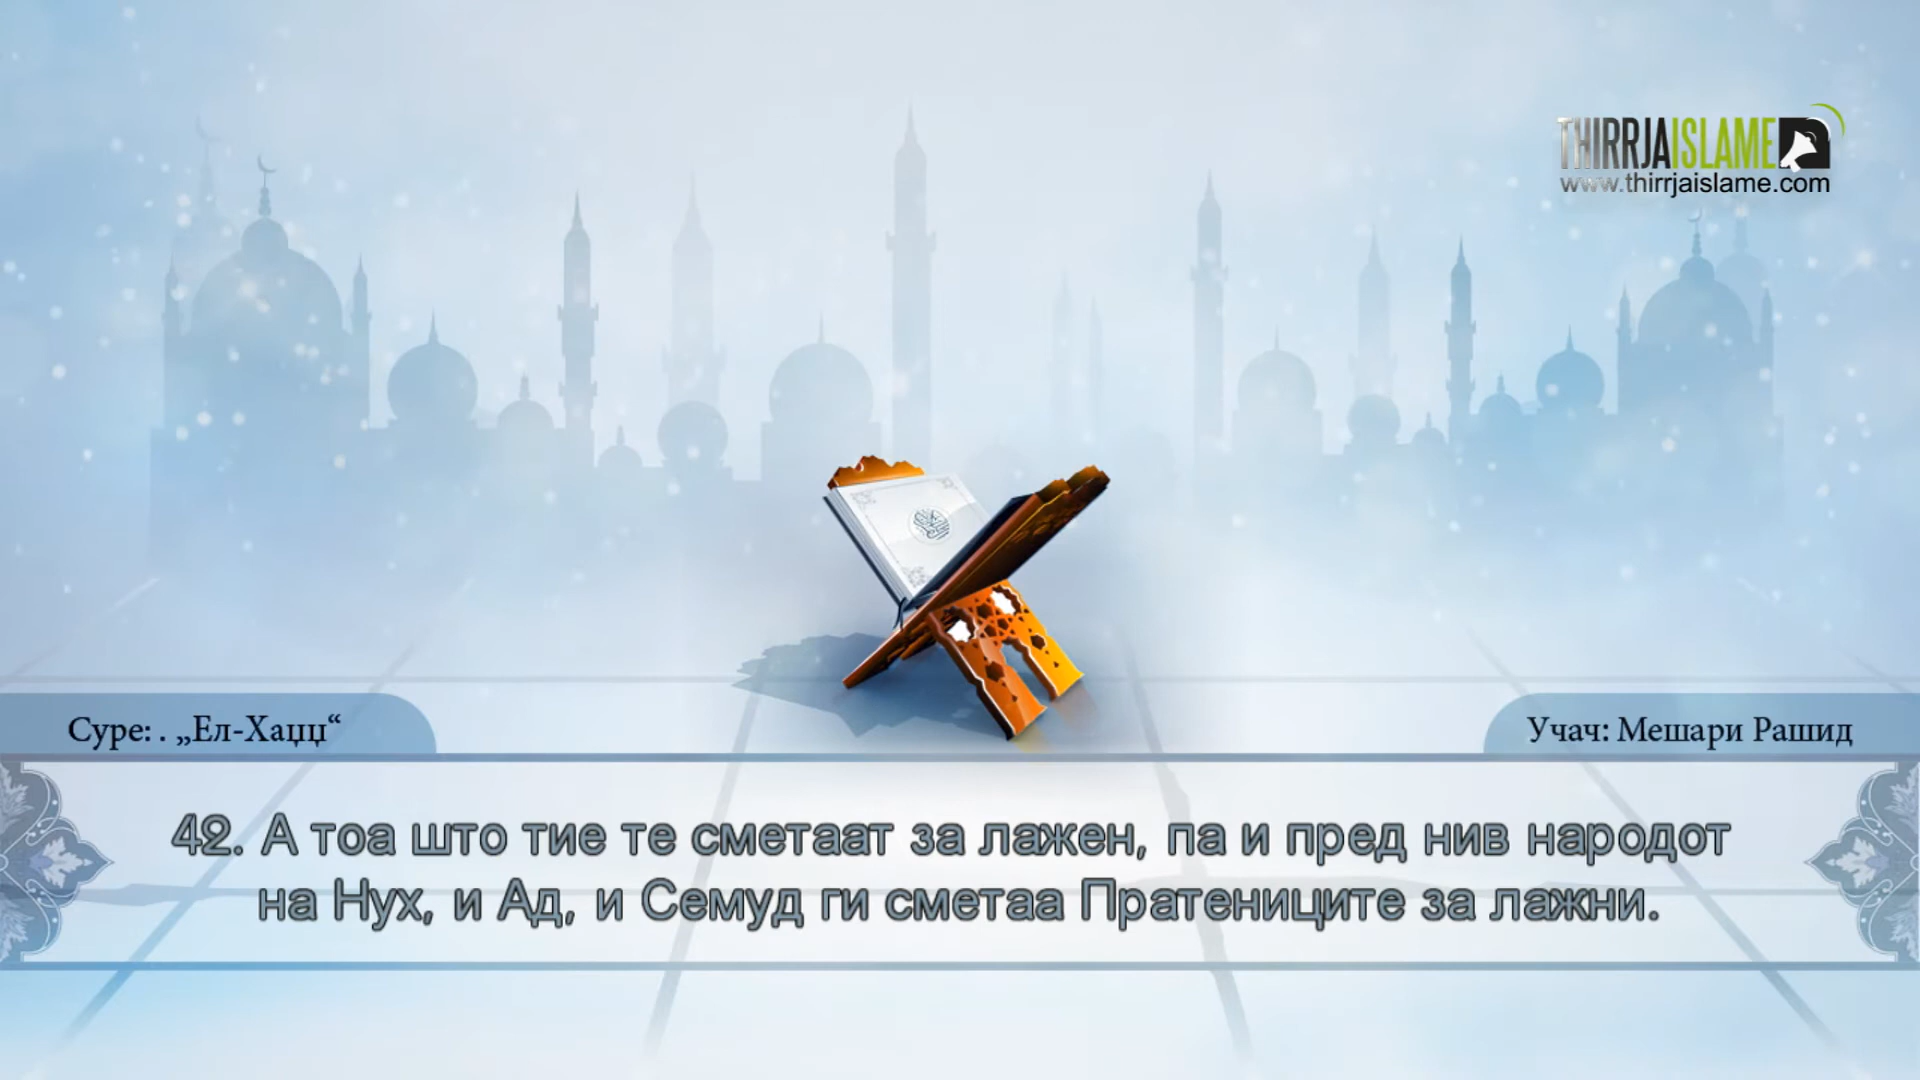 THIRRJAISLAME
www.thirrjaislame.com
Суре: . „Ел-Хаџџ“
Учач: Мешари Рашид
42. А тоа што тие те сметаат за лажен, па и пред нив народот
на Нух, и Ад, и Семуд ги сметаа Пратениците за лажни.